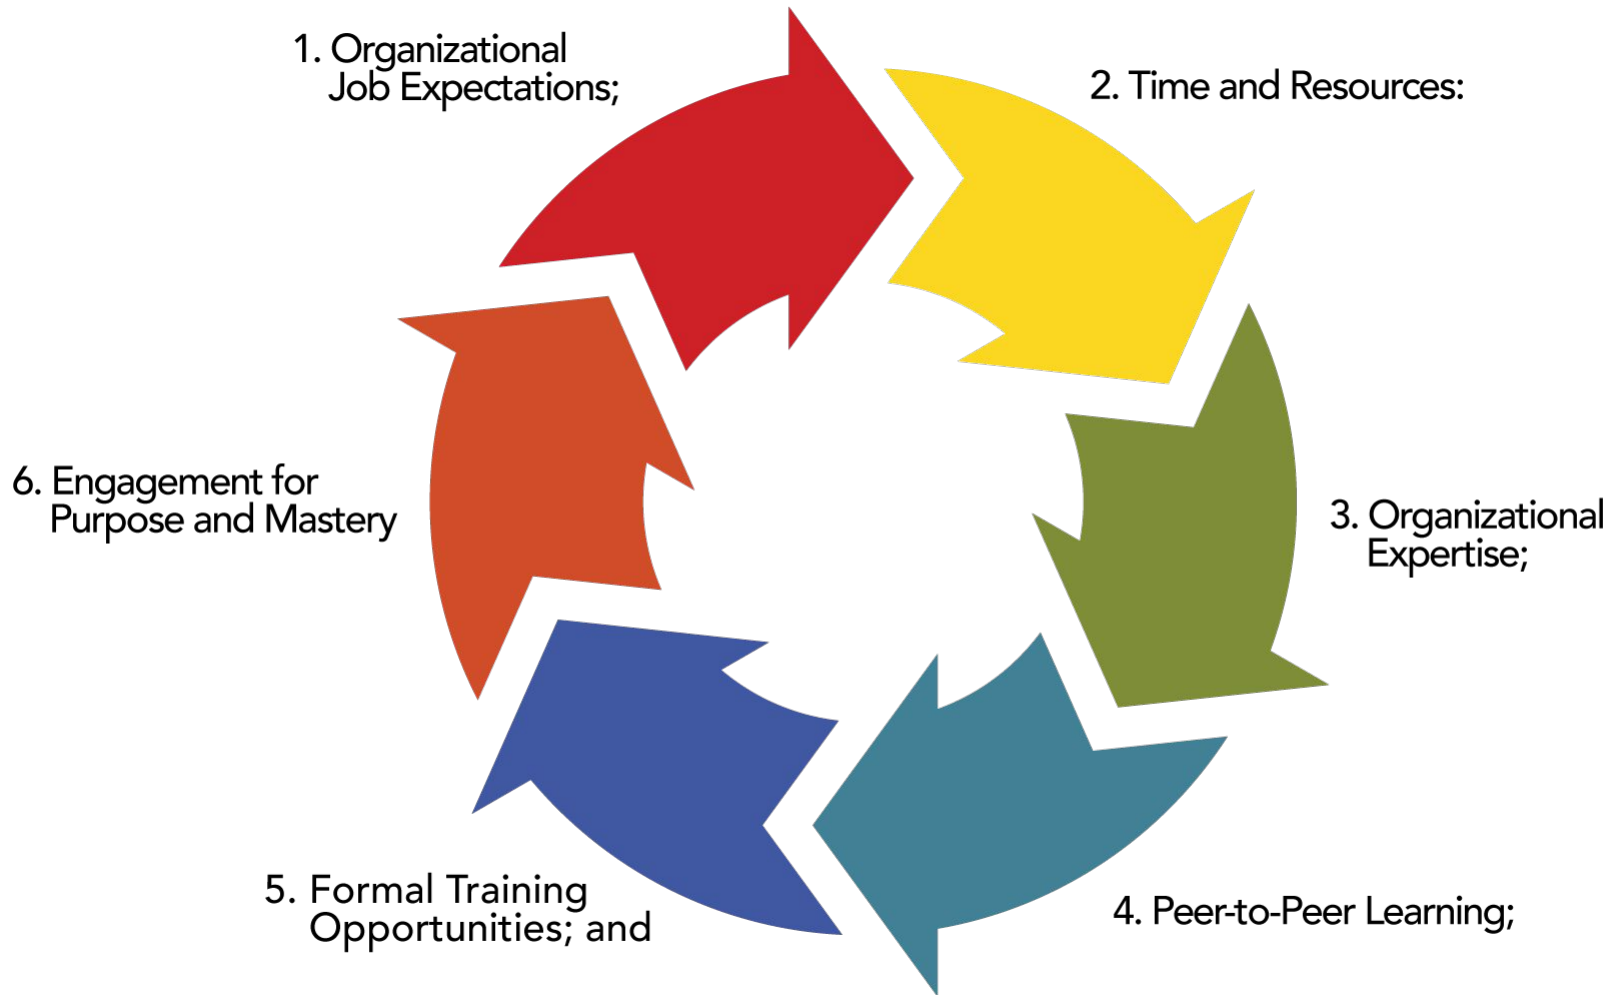 1. Organizational
Job Expectations;
2. Time and Resources:
3. Organizational
Expertise;
4. Peer-to-Peer Learning;
5. Formal Training
Opportunities; and
6. Engagement for
Purpose and Mastery